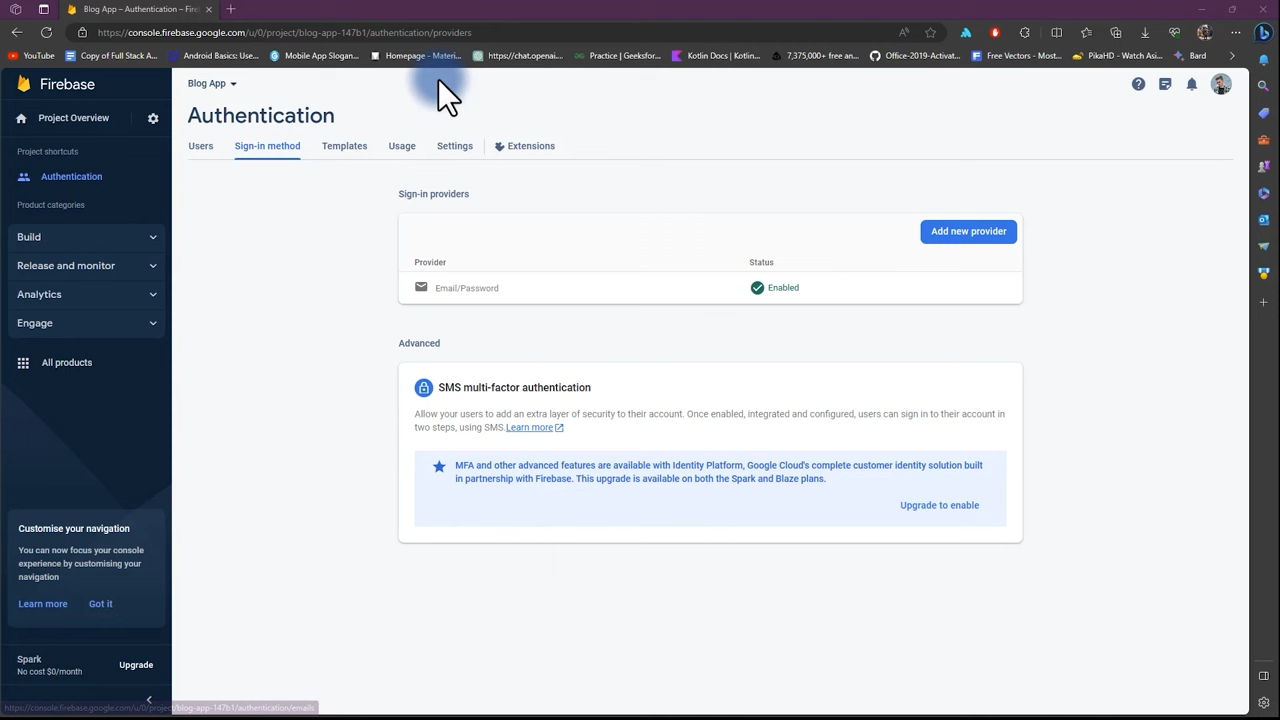 Blog App – Authentication – Fire
https://console.firebase.google.com/u/0/project/blog-app-147b1/authentication/providers
YouTube
Copy of Full Stack A...
Android Basics: Use...
Mobile App Slogan...
Homepage - Materi...
https://chat.openai...
Practice | Geeksfor...
Kotlin Docs | Kotlin...
7,375,000+ free an...
Office-2019-Activat...
Free Vectors - Most...
PikaHD - Watch Asi...
Bard
Firebase
Blog App
Project Overview
Authentication
Users
Sign-in method
Templates
Usage
Settings
Extensions
Project shortcuts
Authentication
Product categories
Build
Release and monitor
Analytics
Engage
All products
Sign-in providers
Add new provider
Provider
Status
Email/Password
Enabled
Advanced
SMS multi-factor authentication
Allow your users to add an extra layer of security to their account. Once enabled, integrated and configured, users can sign in to their account in
two steps, using SMS.Learn more
MFA and other advanced features are available with Identity Platform, Google Cloud's complete customer identity solution built
in partnership with Firebase. This upgrade is available on both the Spark and Blaze plans.
Upgrade to enable
Customise your navigation
You can now focus your console
experience by customising your
navigation
Learn more
Got it
Spark
No cost $0/month
Upgrade
https://console.firebase.google.com/u/0/project/blog-app-147b1/authentication/emails